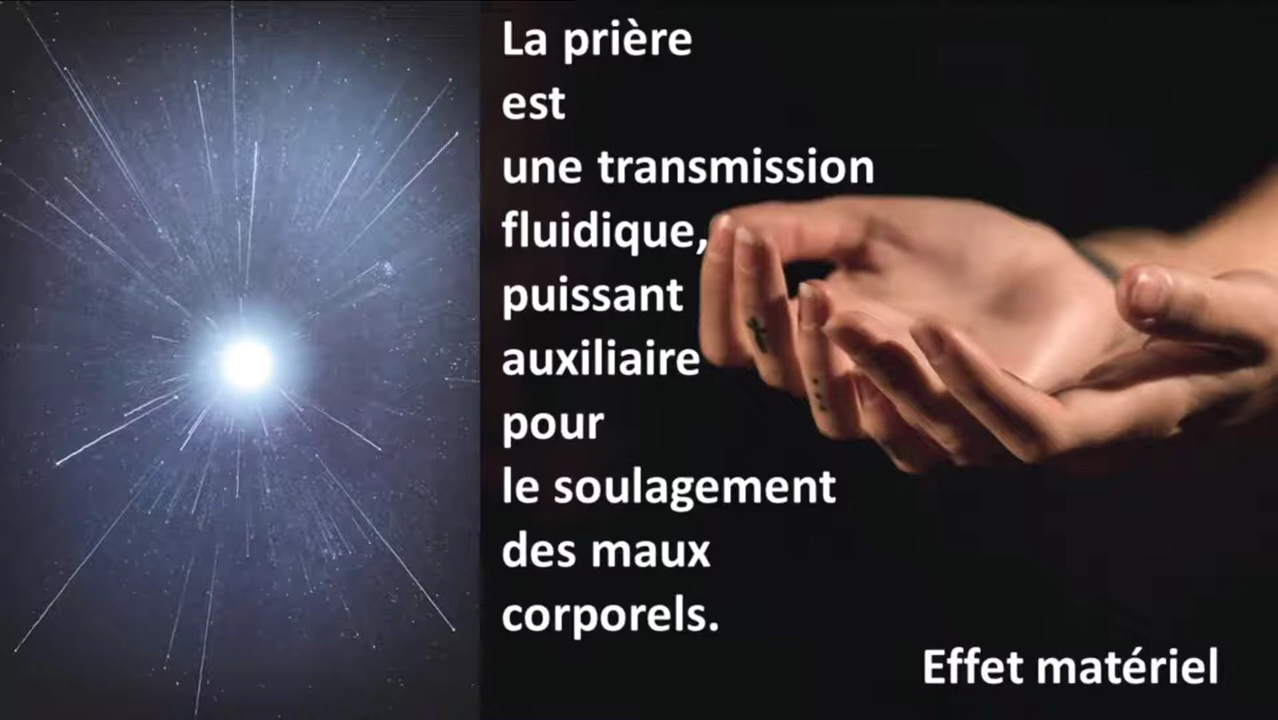 La prière
est
une transmission
fluidique,
puissant
auxiliaire
pour
le soulagement
des maux
corporels.
Effet matériel